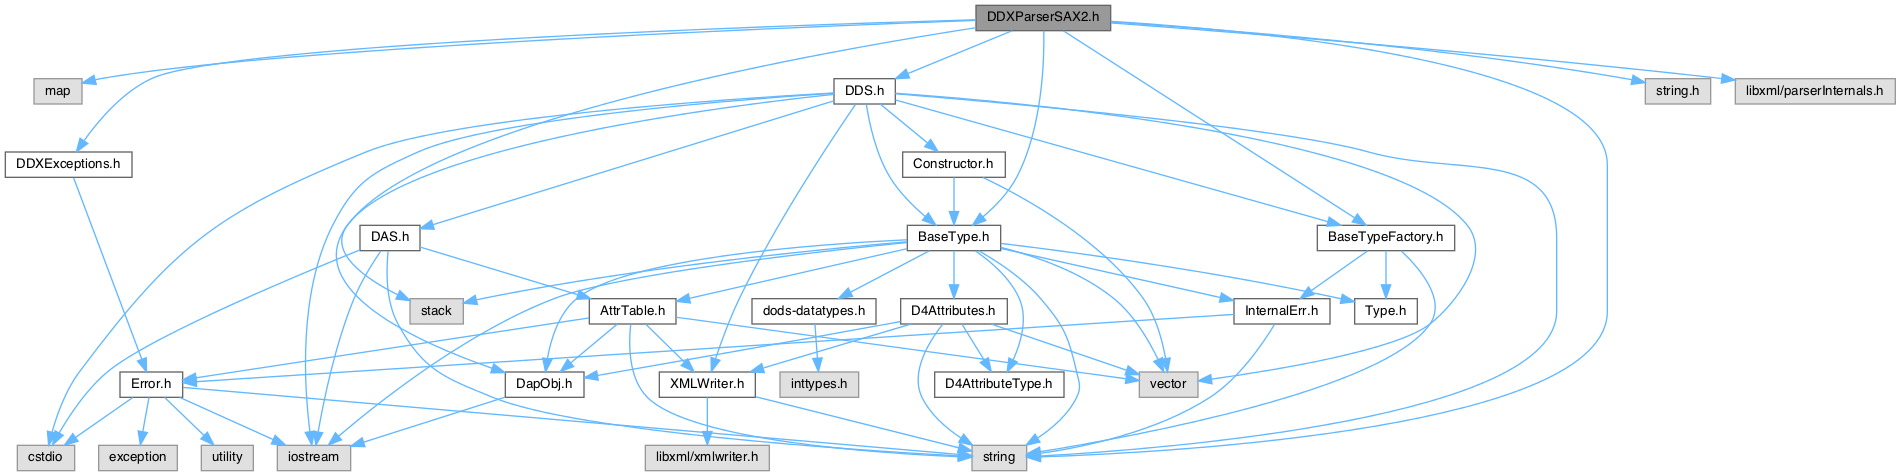 DDXParserSAX2.h
map
DDS.h
string.h
libxml/parserInternals.h
DDXExceptions.h
Constructor.h
DAS.h
BaseType.h
BaseTypeFactory.h
stack
AttrTable.h
dods-datatypes.h
D4Attributes.h
InternalErr.h
Type.h
Error.h
DapObj.h
XMLWriter.h
inttypes.h
D4AttributeType.h
vector
cstdio
exception
utility
iostream
libxml/xmlwriter.h
string